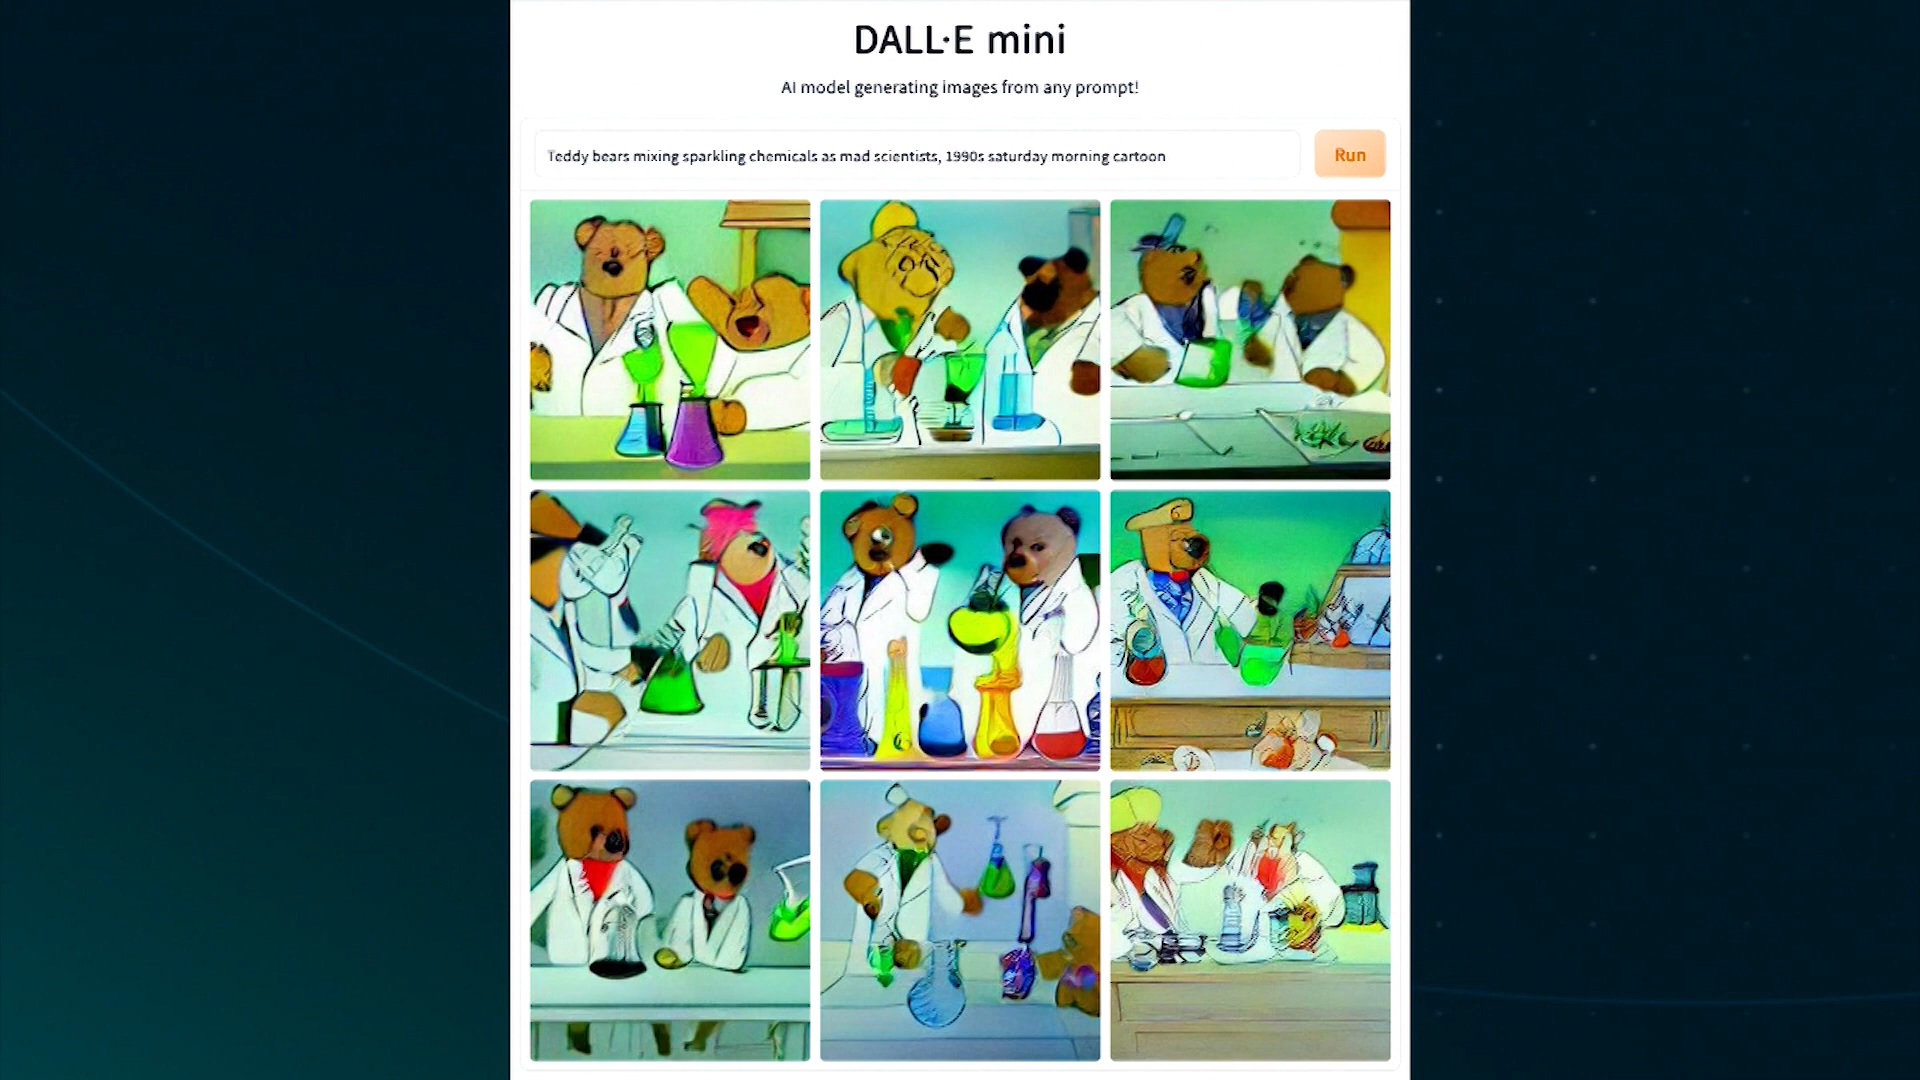 DALL·E mini
AI model generating images from any prompt!
Teddy bears mixing sparkling chemicals as mad scientists, 1990s saturday morning cartoon
Run